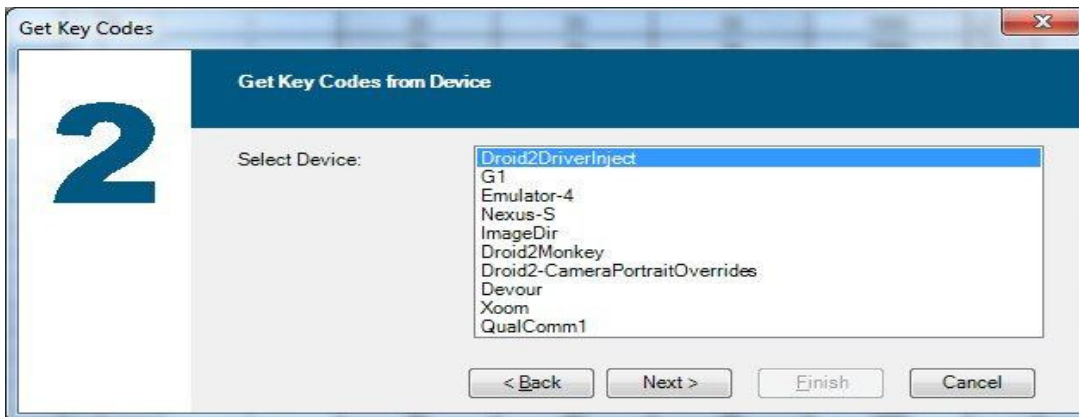 Get Key Codes
2
Get Key Codes from Device
Select Device:
Droid2DriverInject
G1
Emulator-4
Nexus-S
ImageDir
Droid2Monkey
Droid2-CameraPortraitOverrides
Devour
Xoom
QualComm1
< Back Next > Finish Cancel